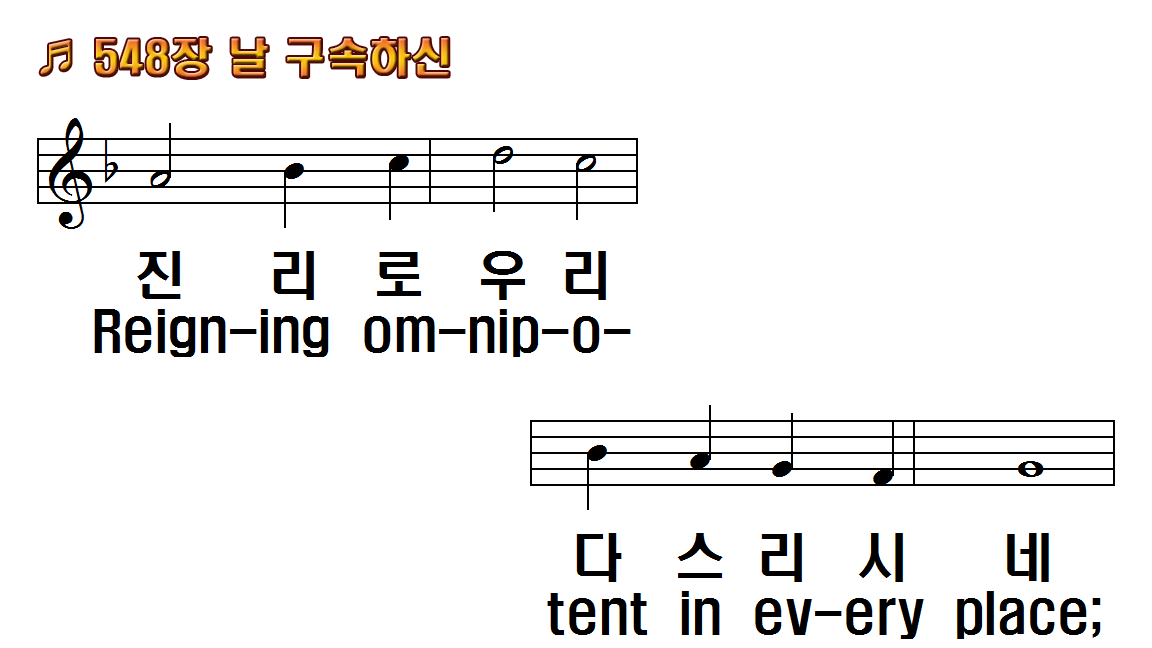 ♬ 548장 날 구속하신
진 리 로 우 리
Reign-ing om-nip-o-
다 스 리 시 네
tent in ev-ery place;